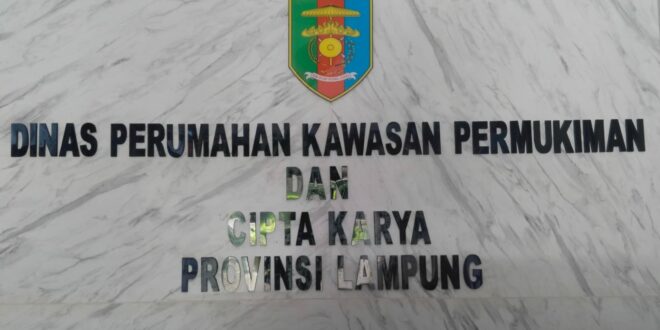 DINAS PERUMAHAN KAWASAN PERMUKIMAN
DAN
CIPTA KARYA
PROVINSI LAMPUNG